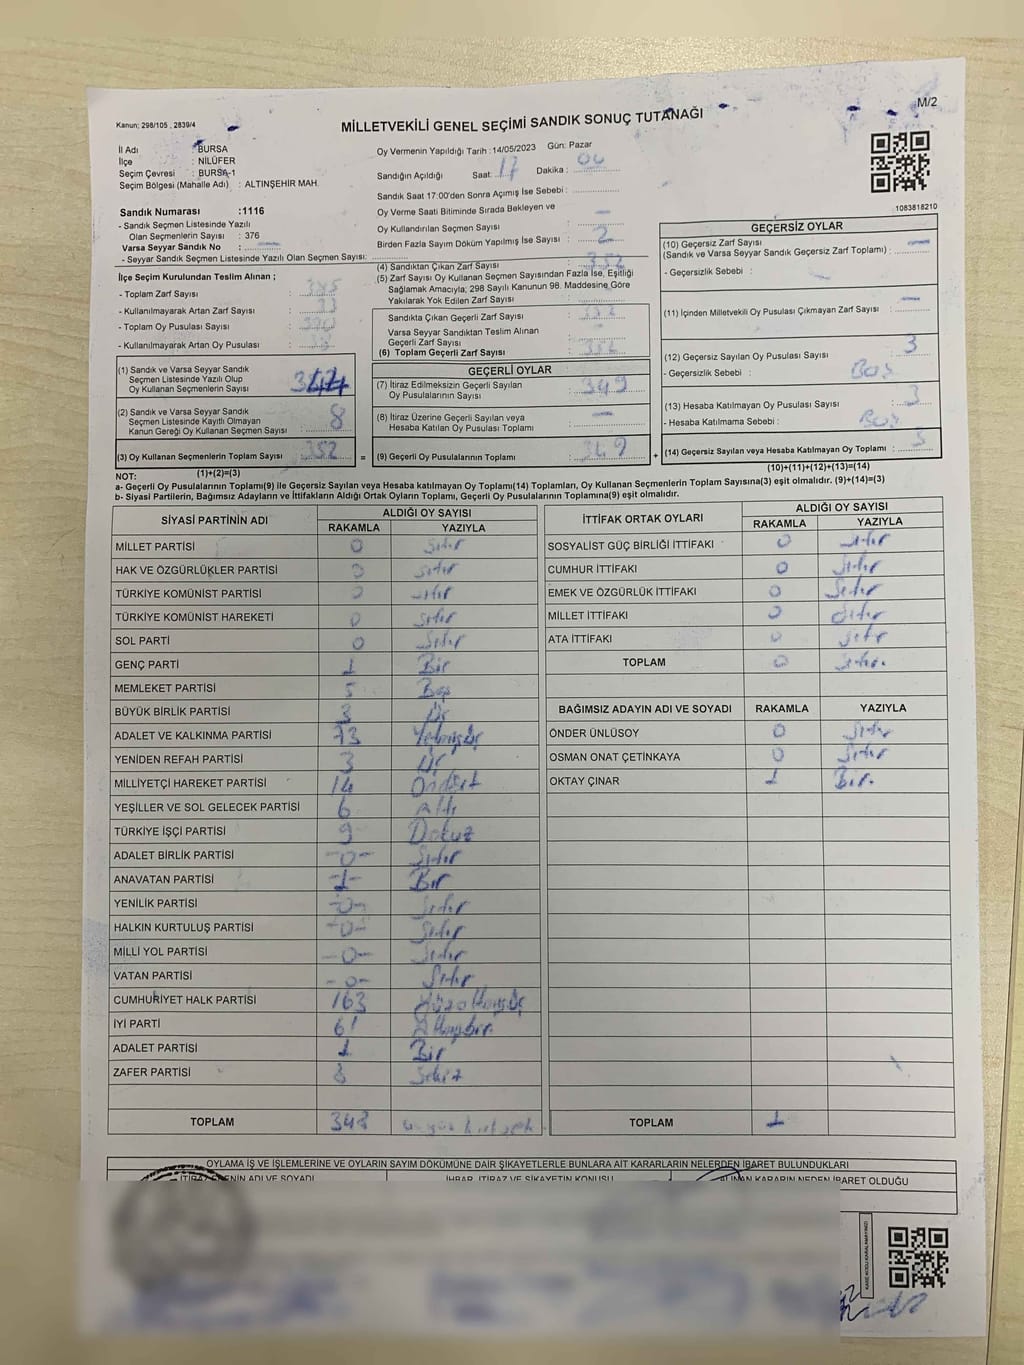 Kanun; 298/105 , 2839/4
MİLLETVEKİLİ GENEL SEÇİMİ SANDIK SONUÇ TUTANAĞI
M/2
İl Adı : BURSA
İlçe : NİLÜFER
Seçim Çevresi : BURSA-1
Seçim Bölgesi (Mahalle Adı) : ALTINŞEHİR MAH.
Oy Vermenin Yapıldığı Tarih :14/05/2023 Gün: Pazar
Sandığın Açıldığı Saat: 17 Dakika : 00
Sandık Saat 17:00'den Sonra Açımış İse Sebebi :
Oy Verme Saati Bitiminde Sırada Bekleyen ve
Oy Kullandırılan Seçmen Sayısı : —
Birden Fazla Sayım Döküm Yapılmış İse Sayısı : 2
1083818210
Sandık Numarası :1116
- Sandık Seçmen Listesinde Yazılı
Olan Seçmenlerin Sayısı : 376
Varsa Seyyar Sandık No : —
- Seyyar Sandık Seçmen Listesinde Yazılı Olan Seçmen Sayısı:
İlçe Seçim Kurulundan Teslim Alınan ;
- Toplam Zarf Sayısı :
- Kullanılmayarak Artan Zarf Sayısı :
- Toplam Oy Pusulası Sayısı :
- Kullanılmayarak Artan Oy Pusulası :
(1) Sandık ve Varsa Seyyar Sandık
Seçmen Listesinde Yazılı Olup
Oy Kullanan Seçmenlerin Sayısı :
(2) Sandık ve Varsa Seyyar Sandık
Seçmen Listesinde Kayıtlı Olmayan
Kanun Gereği Oy Kullanan Seçmen Sayısı : 8
(3) Oy Kullanan Seçmenlerin Toplam Sayısı : 352
(1)+(2)=(3)
(4) Sandıktan Çıkan Zarf Sayısı : 352
(5) Zarf Sayısı Oy Kullanan Seçmen Sayısından Fazla İse, Eşitliği
Sağlamak Amacıyla; 298 Sayılı Kanunun 98. Maddesine Göre
Yakılarak Yok Edilen Zarf Sayısı :
Sandıkta Çıkan Geçerli Zarf Sayısı : 352
Varsa Seyyar Sandıktan Teslim Alınan
Geçerli Zarf Sayısı :
(6) Toplam Geçerli Zarf Sayısı : 352
GEÇERLİ OYLAR
(7) İtiraz Edilmeksizin Geçerli Sayılan
Oy Pusulalarının Sayısı : 349
(8) İtiraz Üzerine Geçerli Sayılan veya
Hesaba Katılan Oy Pusulası Toplamı : —
= (9) Geçerli Oy Pusulalarının Toplamı : 349 +
GEÇERSİZ OYLAR
(10) Geçersiz Zarf Sayısı
(Sandık ve Varsa Seyyar Sandık Geçersiz Zarf Toplamı) : —
- Geçersizlik Sebebi :
(11) İçinden Milletvekili Oy Pusulası Çıkmayan Zarf Sayısı : —
(12) Geçersiz Sayılan Oy Pusulası Sayısı : 3
- Geçersizlik Sebebi : Boş
(13) Hesaba Katılmayan Oy Pusulası Sayısı : 3
- Hesaba Katılmama Sebebi : Boş
(14) Geçersiz Sayılan veya Hesaba Katılmayan Oy Toplamı : 3
(10)+(11)+(12)+(13)=(14)
NOT:
a- Geçerli Oy Pusulalarının Toplamı(9) ile Geçersiz Sayılan veya Hesaba Katılmayan Oy Toplamı(14) Toplamları, Oy Kullanan Seçmenlerin Toplam Sayısına(3) eşit olmalıdır. (9)+(14)=(3)
b- Siyasi Partilerin, Bağımsız Adayların ve İttifakların Aldığı Ortak Oyların Toplamı, Geçerli Oy Pusulalarının Toplamına(9) eşit olmalıdır.
SİYASİ PARTİNİN ADI ALDIĞI OY SAYISI
RAKAMLA YAZIYLA
MİLLET PARTİSİ 0 Sıfır
HAK VE ÖZGÜRLÜKLER PARTİSİ 0 Sıfır
TÜRKİYE KOMÜNİST PARTİSİ 0 Sıfır
TÜRKİYE KOMÜNİST HAREKETİ 0 Sıfır
SOL PARTİ 0 Sıfır
GENÇ PARTİ 1 Bir
MEMLEKET PARTİSİ 5 Beş
BÜYÜK BİRLİK PARTİSİ 3 Üç
ADALET VE KALKINMA PARTİSİ 73 Yetmişüç
YENİDEN REFAH PARTİSİ 3 Üç
MİLLİYETÇİ HAREKET PARTİSİ 14 Ondört
YEŞİLLER VE SOL GELECEK PARTİSİ 6 Altı
TÜRKİYE İŞÇİ PARTİSİ 9 Dokuz
ADALET BİRLİK PARTİSİ -0- Sıfır
ANAVATAN PARTİSİ -1- Bir
YENİLİK PARTİSİ -0- Sıfır
HALKIN KURTULUŞ PARTİSİ -0- Sıfır
MİLLİ YOL PARTİSİ -0- Sıfır
VATAN PARTİSİ -0- Sıfır
CUMHURİYET HALK PARTİSİ 163 Yüzaltmışüç
İYİ PARTİ 61 Altmışbir
ADALET PARTİSİ 1 Bir
ZAFER PARTİSİ 8 Sekiz
TOPLAM 348
İTTİFAK ORTAK OYLARI ALDIĞI OY SAYISI
RAKAMLA YAZIYLA
SOSYALİST GÜÇ BİRLİĞİ İTTİFAKI 0 Sıfır
CUMHUR İTTİFAKI 0 Sıfır
EMEK VE ÖZGÜRLÜK İTTİFAKI 0 Sıfır
MİLLET İTTİFAKI 0 Sıfır
ATA İTTİFAKI 0 Sıfır
TOPLAM 0 Sıfır.
BAĞIMSIZ ADAYIN ADI VE SOYADI RAKAMLA YAZIYLA
ÖNDER ÜNLÜSOY 0 Sıfır
OSMAN ONAT ÇETİNKAYA 0 Sıfır
OKTAY ÇINAR 1 Bir.
TOPLAM 1
OYLAMA İŞ VE İŞLEMLERİNE VE OYLARIN SAYIM DÖKÜMÜNE DAİR ŞİKAYETLERLE BUNLARA AİT KARARLARIN NELERDEN İBARET BULUNDUKLARI
İTİRAZ EDENİN ADI VE SOYADI İHBAR, İTİRAZ VE ŞİKAYETİN KONUSU ALINAN KARARIN NEDEN İBARET OLDUĞU
KARE KODU KARALAMAYINIZ!